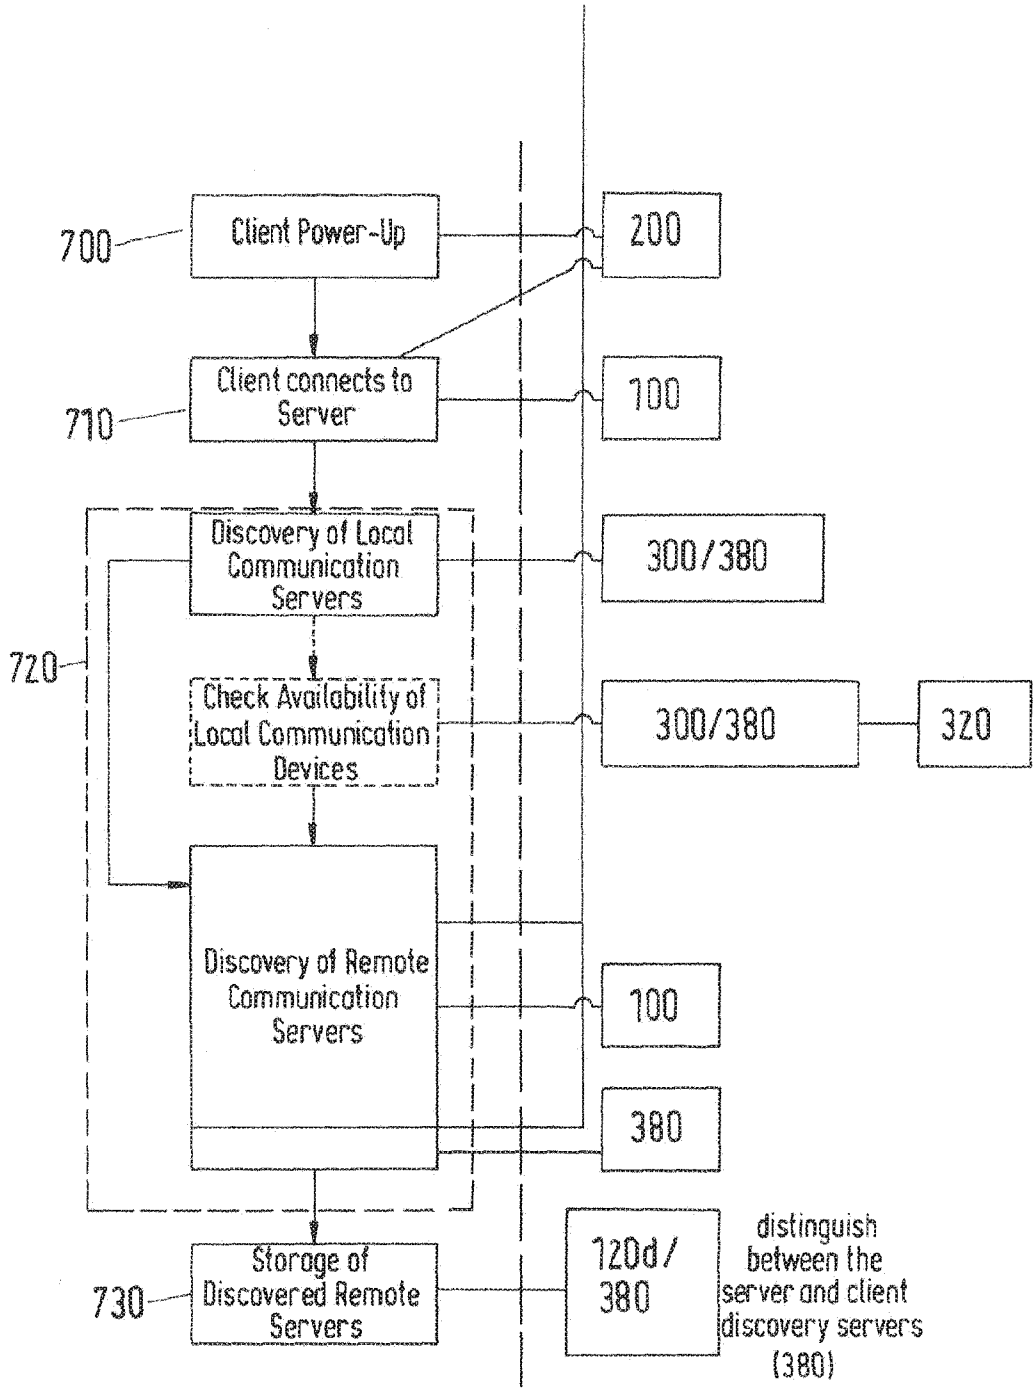 700
Client Power-Up
200
710
Client connects to
Server
100
720
Discovery of Local
Communication
Servers
300/380
Check Availability of
Local Communication
Devices
300/380
320
Discovery of Remote
Communication
Servers
100
380
730
Storage of
Discovered Remote
Servers
120d/
380
distinguish
between the
server and client
discovery servers
(380)